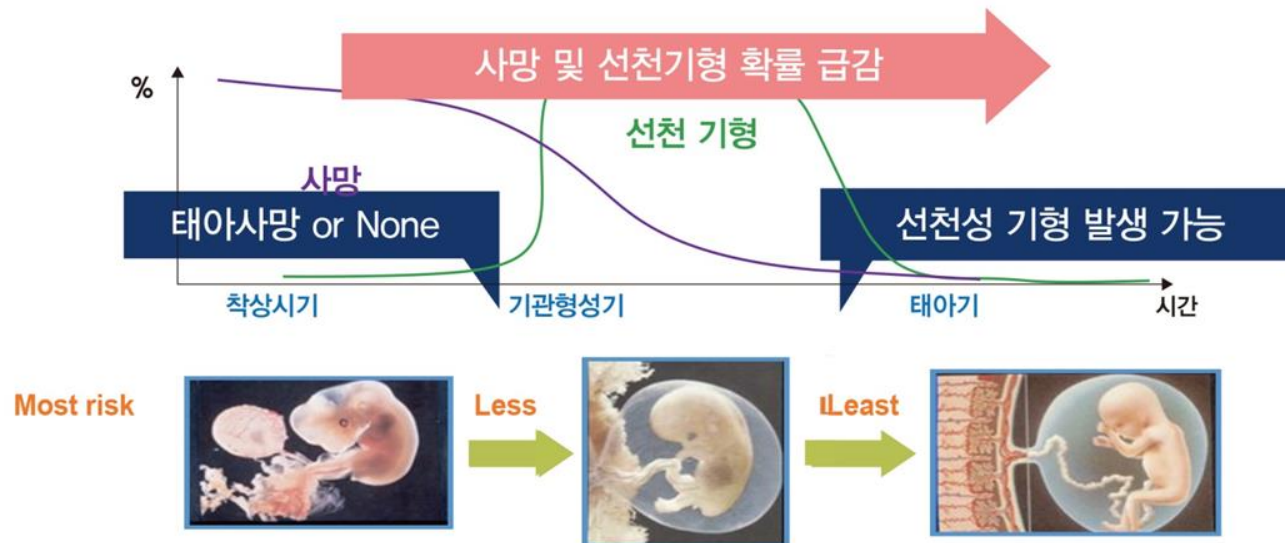 사망 및 선천기형 확률 급감
%
선천 기형
사망
태아사망 or None
선천성 기형 발생 가능
착상시기
기관형성기
태아기
시간
Most risk
Less
Least